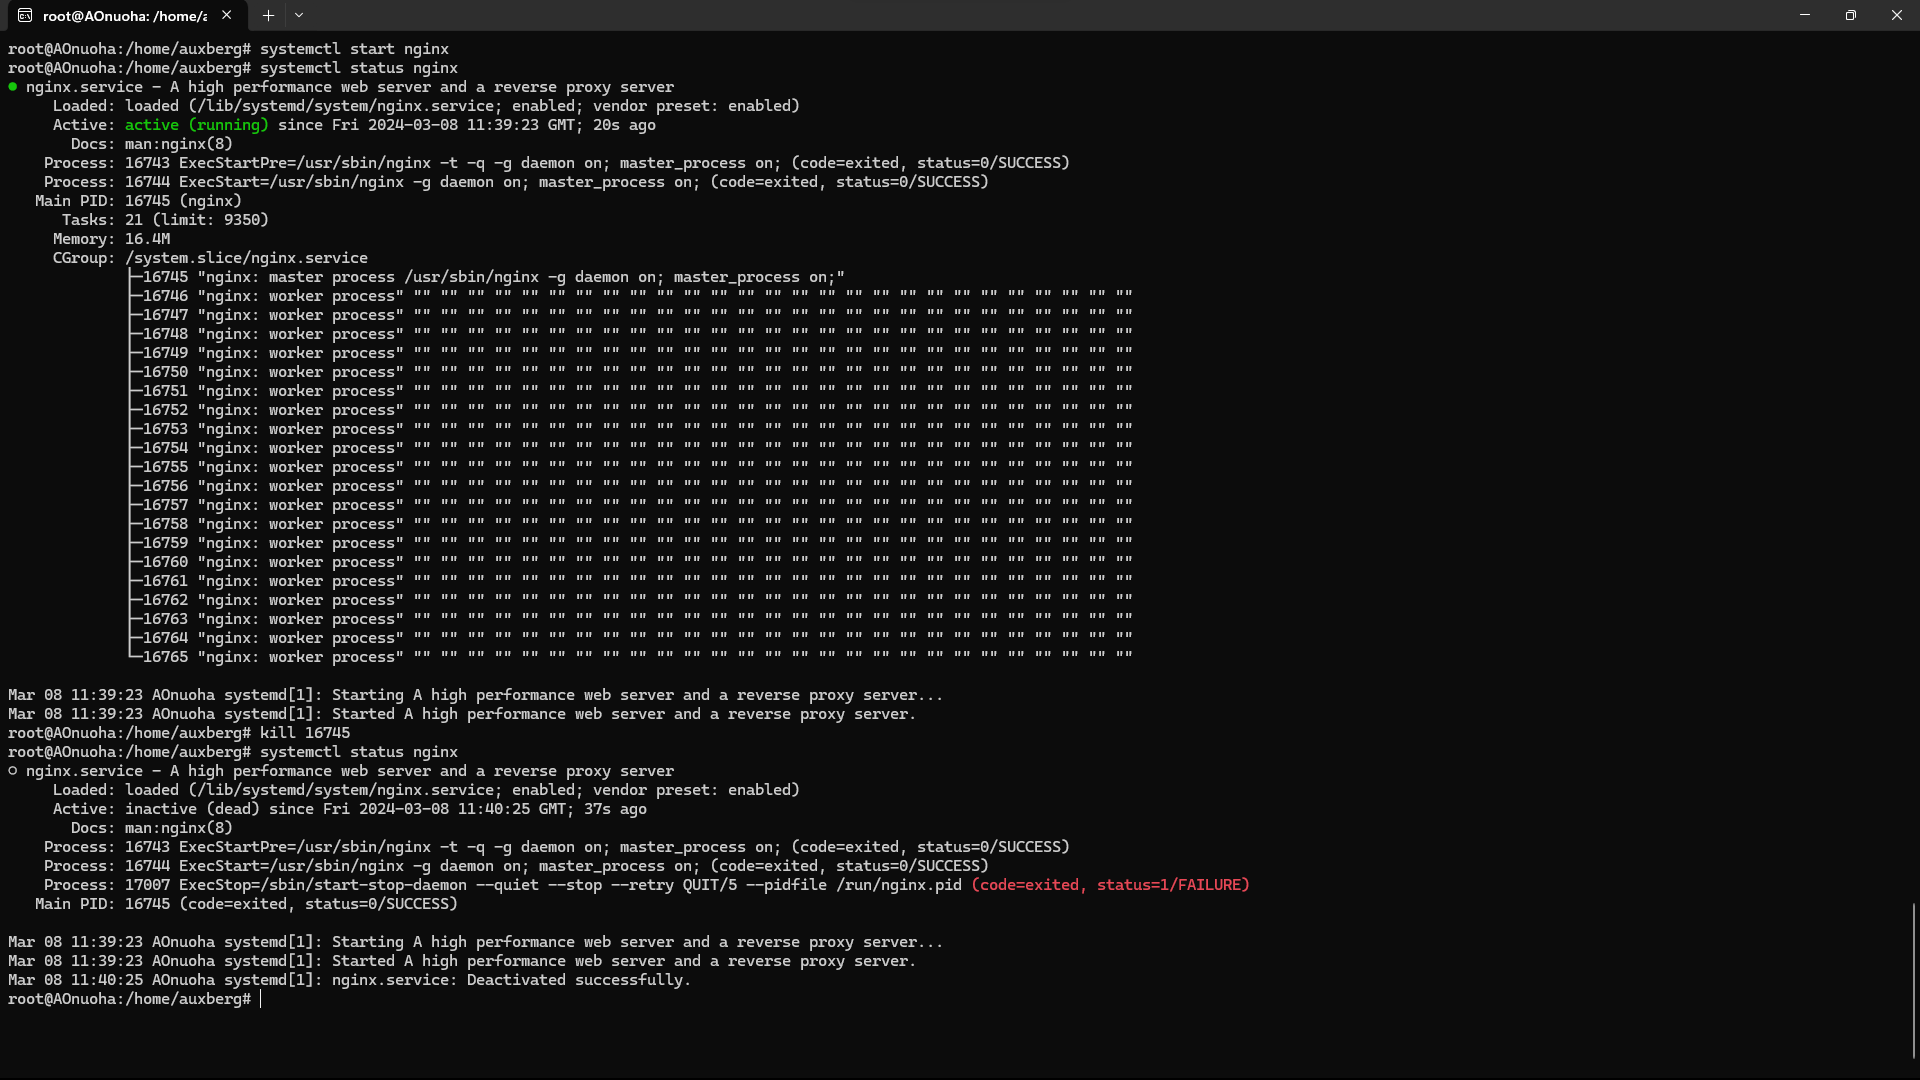 root@AOnuoha: /home/a
root@AOnuoha:/home/auxberg# systemctl start nginx
root@AOnuoha:/home/auxberg# systemctl status nginx
● nginx.service - A high performance web server and a reverse proxy server
Loaded: loaded (/lib/systemd/system/nginx.service; enabled; vendor preset: enabled)
Active: active (running) since Fri 2024-03-08 11:39:23 GMT; 20s ago
Docs: man:nginx(8)
Process: 16743 ExecStartPre=/usr/sbin/nginx -t -q -g daemon on; master_process on; (code=exited, status=0/SUCCESS)
Process: 16744 ExecStart=/usr/sbin/nginx -g daemon on; master_process on; (code=exited, status=0/SUCCESS)
Main PID: 16745 (nginx)
Tasks: 21 (limit: 9350)
Memory: 16.4M
CGroup: /system.slice/nginx.service
├─16745 "nginx: master process /usr/sbin/nginx -g daemon on; master_process on;"
├─16746 "nginx: worker process" "" "" "" "" "" "" "" "" "" "" "" "" "" "" "" "" "" "" "" "" "" "" "" "" "" "" ""
├─16747 "nginx: worker process" "" "" "" "" "" "" "" "" "" "" "" "" "" "" "" "" "" "" "" "" "" "" "" "" "" "" ""
├─16748 "nginx: worker process" "" "" "" "" "" "" "" "" "" "" "" "" "" "" "" "" "" "" "" "" "" "" "" "" "" "" ""
├─16749 "nginx: worker process" "" "" "" "" "" "" "" "" "" "" "" "" "" "" "" "" "" "" "" "" "" "" "" "" "" "" ""
├─16750 "nginx: worker process" "" "" "" "" "" "" "" "" "" "" "" "" "" "" "" "" "" "" "" "" "" "" "" "" "" "" ""
├─16751 "nginx: worker process" "" "" "" "" "" "" "" "" "" "" "" "" "" "" "" "" "" "" "" "" "" "" "" "" "" "" ""
├─16752 "nginx: worker process" "" "" "" "" "" "" "" "" "" "" "" "" "" "" "" "" "" "" "" "" "" "" "" "" "" "" ""
├─16753 "nginx: worker process" "" "" "" "" "" "" "" "" "" "" "" "" "" "" "" "" "" "" "" "" "" "" "" "" "" "" ""
├─16754 "nginx: worker process" "" "" "" "" "" "" "" "" "" "" "" "" "" "" "" "" "" "" "" "" "" "" "" "" "" "" ""
├─16755 "nginx: worker process" "" "" "" "" "" "" "" "" "" "" "" "" "" "" "" "" "" "" "" "" "" "" "" "" "" "" ""
├─16756 "nginx: worker process" "" "" "" "" "" "" "" "" "" "" "" "" "" "" "" "" "" "" "" "" "" "" "" "" "" "" ""
├─16757 "nginx: worker process" "" "" "" "" "" "" "" "" "" "" "" "" "" "" "" "" "" "" "" "" "" "" "" "" "" "" ""
├─16758 "nginx: worker process" "" "" "" "" "" "" "" "" "" "" "" "" "" "" "" "" "" "" "" "" "" "" "" "" "" "" ""
├─16759 "nginx: worker process" "" "" "" "" "" "" "" "" "" "" "" "" "" "" "" "" "" "" "" "" "" "" "" "" "" "" ""
├─16760 "nginx: worker process" "" "" "" "" "" "" "" "" "" "" "" "" "" "" "" "" "" "" "" "" "" "" "" "" "" "" ""
├─16761 "nginx: worker process" "" "" "" "" "" "" "" "" "" "" "" "" "" "" "" "" "" "" "" "" "" "" "" "" "" "" ""
├─16762 "nginx: worker process" "" "" "" "" "" "" "" "" "" "" "" "" "" "" "" "" "" "" "" "" "" "" "" "" "" "" ""
├─16763 "nginx: worker process" "" "" "" "" "" "" "" "" "" "" "" "" "" "" "" "" "" "" "" "" "" "" "" "" "" "" ""
├─16764 "nginx: worker process" "" "" "" "" "" "" "" "" "" "" "" "" "" "" "" "" "" "" "" "" "" "" "" "" "" "" ""
└─16765 "nginx: worker process" "" "" "" "" "" "" "" "" "" "" "" "" "" "" "" "" "" "" "" "" "" "" "" "" "" "" ""
Mar 08 11:39:23 AOnuoha systemd[1]: Starting A high performance web server and a reverse proxy server...
Mar 08 11:39:23 AOnuoha systemd[1]: Started A high performance web server and a reverse proxy server.
root@AOnuoha:/home/auxberg# kill 16745
root@AOnuoha:/home/auxberg# systemctl status nginx
○ nginx.service - A high performance web server and a reverse proxy server
Loaded: loaded (/lib/systemd/system/nginx.service; enabled; vendor preset: enabled)
Active: inactive (dead) since Fri 2024-03-08 11:40:25 GMT; 37s ago
Docs: man:nginx(8)
Process: 16743 ExecStartPre=/usr/sbin/nginx -t -q -g daemon on; master_process on; (code=exited, status=0/SUCCESS)
Process: 16744 ExecStart=/usr/sbin/nginx -g daemon on; master_process on; (code=exited, status=0/SUCCESS)
Process: 17007 ExecStop=/sbin/start-stop-daemon --quiet --stop --retry QUIT/5 --pidfile /run/nginx.pid (code=exited, status=1/FAILURE)
Main PID: 16745 (code=exited, status=0/SUCCESS)
Mar 08 11:39:23 AOnuoha systemd[1]: Starting A high performance web server and a reverse proxy server...
Mar 08 11:39:23 AOnuoha systemd[1]: Started A high performance web server and a reverse proxy server.
Mar 08 11:40:25 AOnuoha systemd[1]: nginx.service: Deactivated successfully.
root@AOnuoha:/home/auxberg#